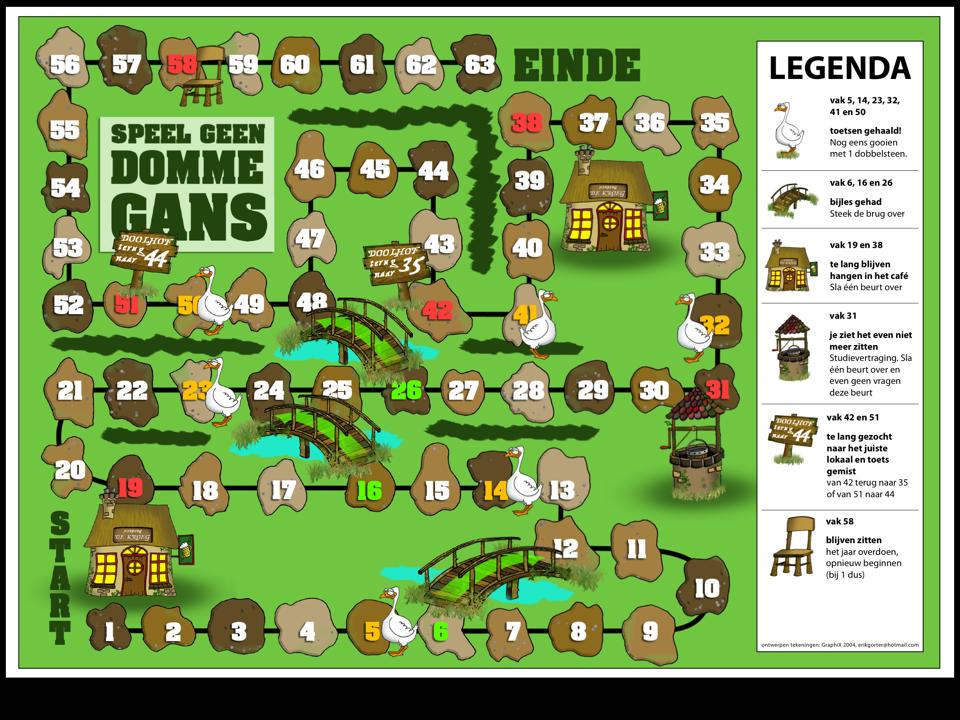 56 57 58 59 60 61 62 63 EINDE
55
SPEEL GEEN
DOMME
GANS
38 37 36 35
46 45 44
39
34
54
53
DOOLHOF
44
47
DOOLHOF
35
43
40
33
52 51 50 49 48
42
41
32
21 22 23 24 25 26 27 28 29 30 31
20
19 18 17 16 15 14 13
12 11
10
START
DE KROEG
DE KROEG
1 2 3 4 5 6 7 8 9
LEGENDA
vak 5, 14, 23, 32,
41 en 50
toetsen gehaald!
Nog eens gooien
met 1 dobbelsteen.
vak 6, 16 en 26
bijles gehad
Steek de brug over
vak 19 en 38
te lang blijven
hangen in het café
Sla één beurt over
vak 31
je ziet het even niet
meer zitten
Studievertraging. Sla
één beurt over en
even geen vragen
deze beurt
vak 42 en 51
44
te lang gezocht
naar het juiste
lokaal en toets
gemist
van 42 terug naar 35
of van 51 naar 44
vak 58
blijven zitten
het jaar overdoen,
opnieuw beginnen
(bij 1 dus)
ontwerpen tekeningen; GraphiX 2004, erikgorter@hotmail.com